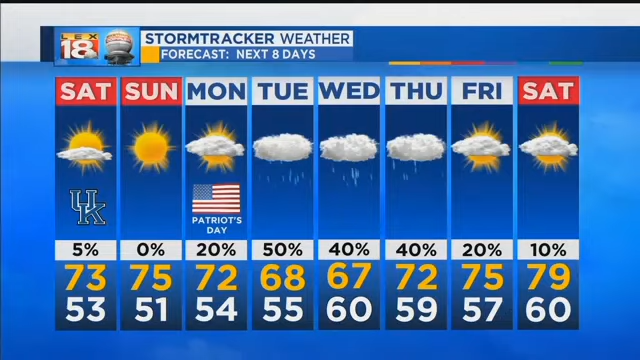 LEX
18
STORMTRACKER WEATHER
FORECAST: NEXT 8 DAYS
SAT SUN MON TUE WED THU FRI SAT
UK
PATRIOT'S
DAY
5% 0% 20% 50% 40% 40% 20% 10%
73 75 72 68 67 72 75 79
53 51 54 55 60 59 57 60